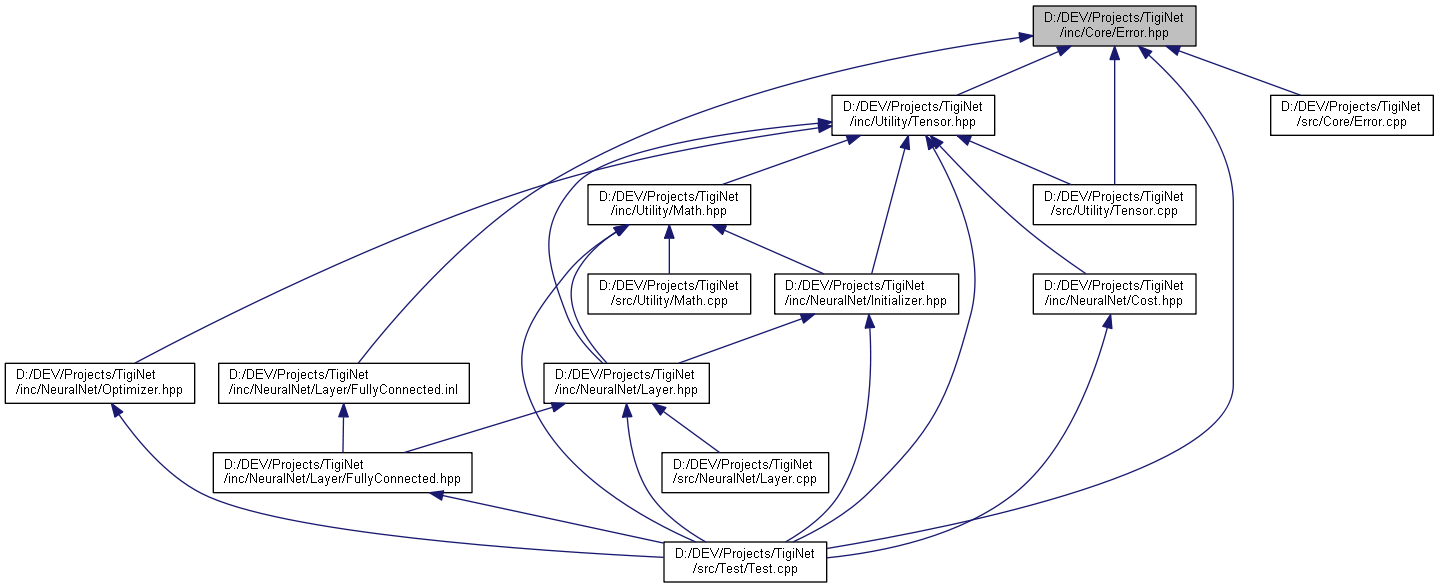 D:/DEV/Projects/TigiNet
/inc/Core/Error.hpp
D:/DEV/Projects/TigiNet
/inc/Utility/Tensor.hpp
D:/DEV/Projects/TigiNet
/src/Core/Error.cpp
D:/DEV/Projects/TigiNet
/inc/Utility/Math.hpp
D:/DEV/Projects/TigiNet
/src/Utility/Tensor.cpp
D:/DEV/Projects/TigiNet
/src/Utility/Math.cpp
D:/DEV/Projects/TigiNet
/inc/NeuralNet/Initializer.hpp
D:/DEV/Projects/TigiNet
/inc/NeuralNet/Cost.hpp
D:/DEV/Projects/TigiNet
/inc/NeuralNet/Optimizer.hpp
D:/DEV/Projects/TigiNet
/inc/NeuralNet/Layer/FullyConnected.inl
D:/DEV/Projects/TigiNet
/inc/NeuralNet/Layer.hpp
D:/DEV/Projects/TigiNet
/inc/NeuralNet/Layer/FullyConnected.hpp
D:/DEV/Projects/TigiNet
/src/NeuralNet/Layer.cpp
D:/DEV/Projects/TigiNet
/src/Test/Test.cpp